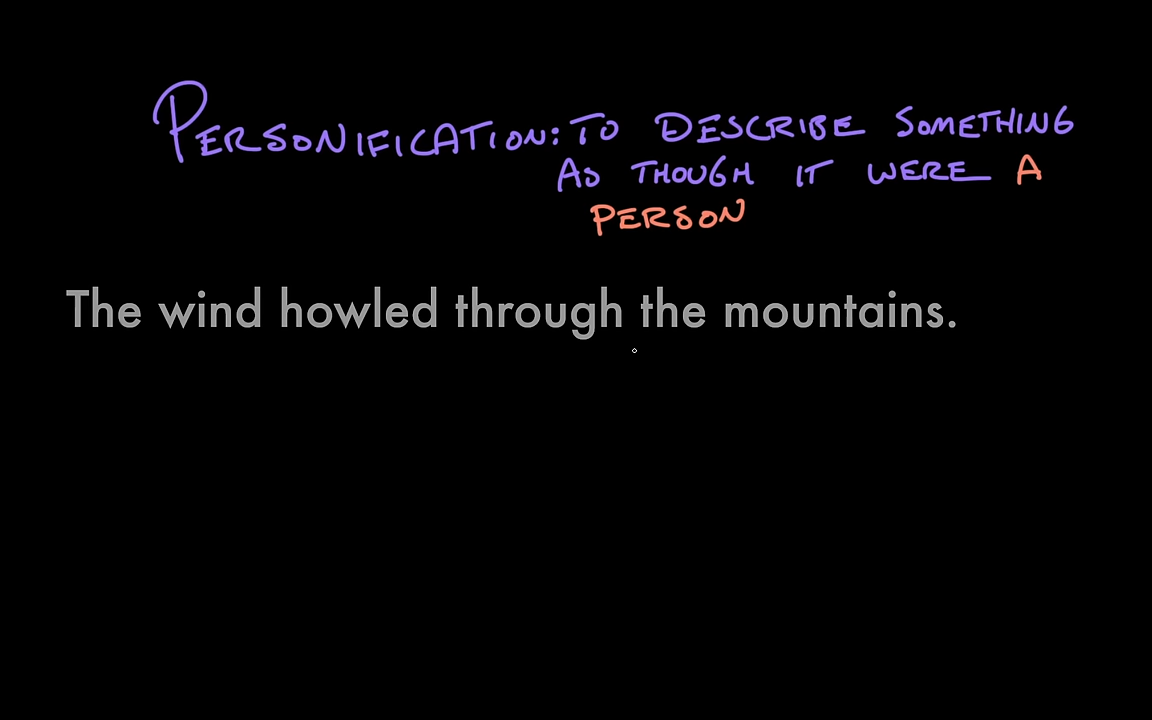 PERSONIFICATION: TO DESCRIBE SOMETHING
AS THOUGH IT WERE A
PERSON
The wind howled through the mountains.